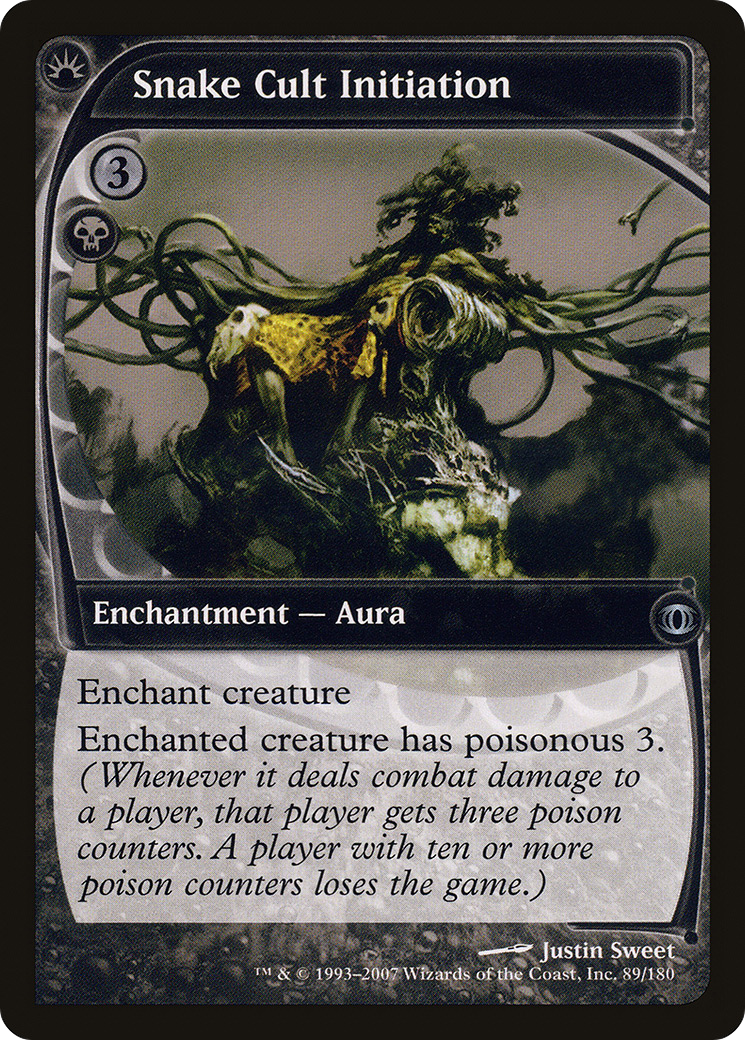 Snake Cult Initiation
3
Enchantment — Aura
Enchant creature
Enchanted creature has poisonous 3.
(Whenever it deals combat damage to
a player, that player gets three poison
counters. A player with ten or more
poison counters loses the game.)
Justin Sweet
™ & © 1993–2007 Wizards of the Coast, Inc. 89/180